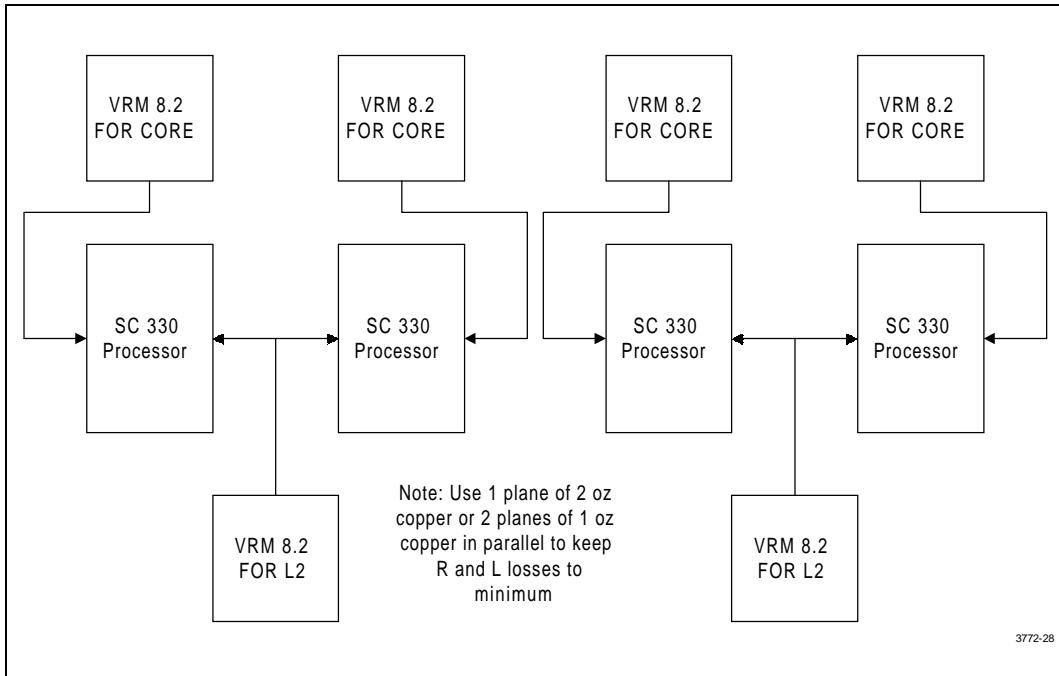 VRM 8.2
FOR CORE
VRM 8.2
FOR CORE
VRM 8.2
FOR CORE
VRM 8.2
FOR CORE
SC 330
Processor
SC 330
Processor
SC 330
Processor
SC 330
Processor
Note: Use 1 plane of 2 oz
copper or 2 planes of 1 oz
copper in parallel to keep
R and L losses to
minimum
VRM 8.2
FOR L2
VRM 8.2
FOR L2
3772-28